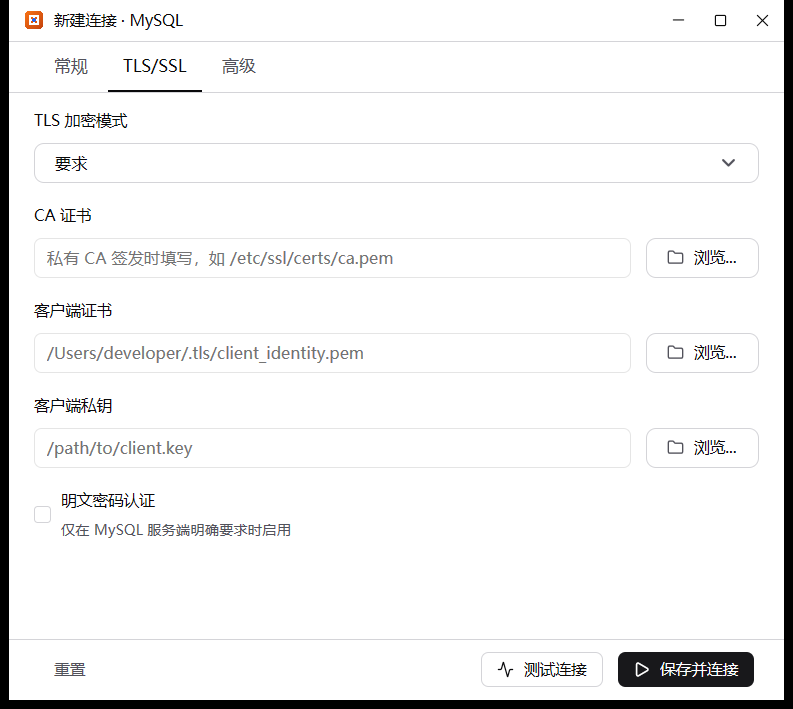 新建连接 · MySQL
常规 TLS/SSL 高级
TLS 加密模式
要求
CA 证书
私有 CA 签发时填写，如 /etc/ssl/certs/ca.pem 浏览...
客户端证书
/Users/developer/.tls/client_identity.pem 浏览...
客户端私钥
/path/to/client.key 浏览...
明文密码认证
仅在 MySQL 服务端明确要求时启用
重置 测试连接 保存并连接